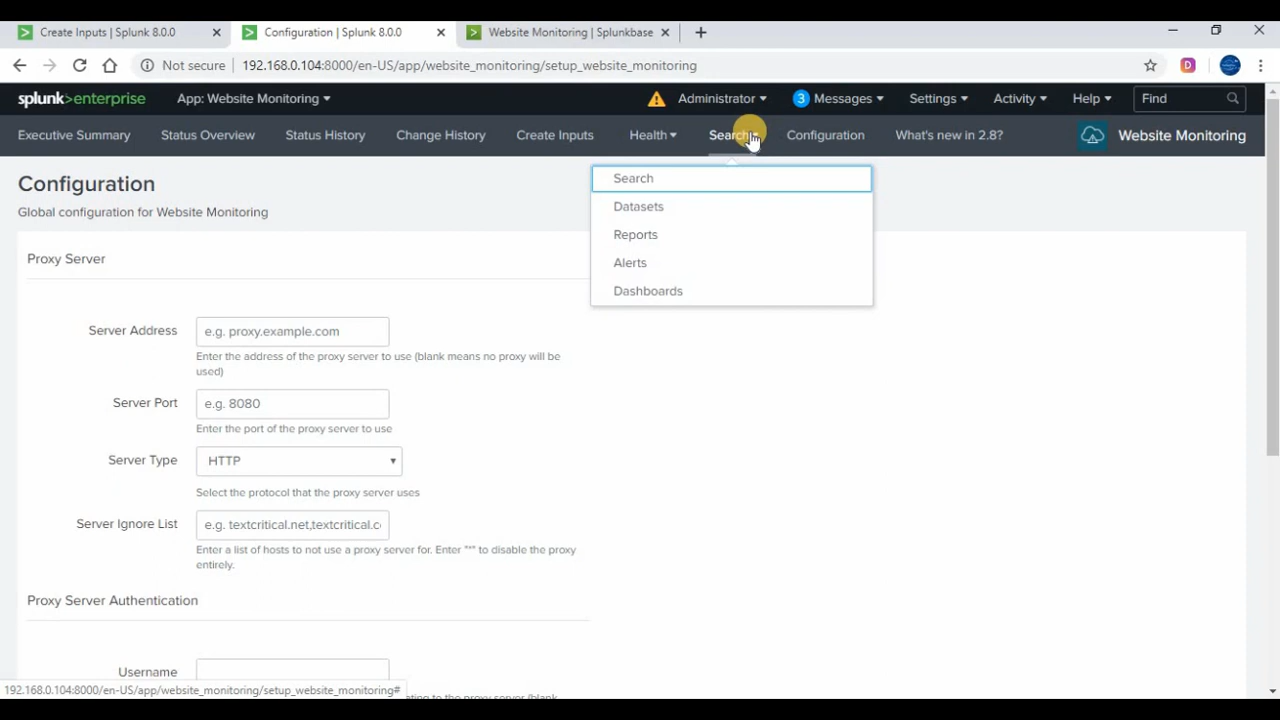 Create Inputs | Splunk 8.0.0
Configuration | Splunk 8.0.0
Website Monitoring | Splunkbase
Not secure
192.168.0.104:8000/en-US/app/website_monitoring/setup_website_monitoring
D
splunk>enterprise
App: Website Monitoring
Administrator
3 Messages
Settings
Activity
Help
Find
Executive Summary
Status Overview
Status History
Change History
Create Inputs
Health
Search
Configuration
What's new in 2.8?
Website Monitoring
Search
Datasets
Reports
Alerts
Dashboards
Configuration
Global configuration for Website Monitoring
Proxy Server
Server Address
e.g. proxy.example.com
Enter the address of the proxy server to use (blank means no proxy will be
used)
Server Port
e.g. 8080
Enter the port of the proxy server to use
Server Type
HTTP
Select the protocol that the proxy server uses
Server Ignore List
e.g. textcritical.net,textcritical.c
Enter a list of hosts to not use a proxy server for. Enter "*" to disable the proxy
entirely.
Proxy Server Authentication
Username
192.168.0.104:8000/en-US/app/website_monitoring/setup_website_monitoring#
to the proxy server (blank